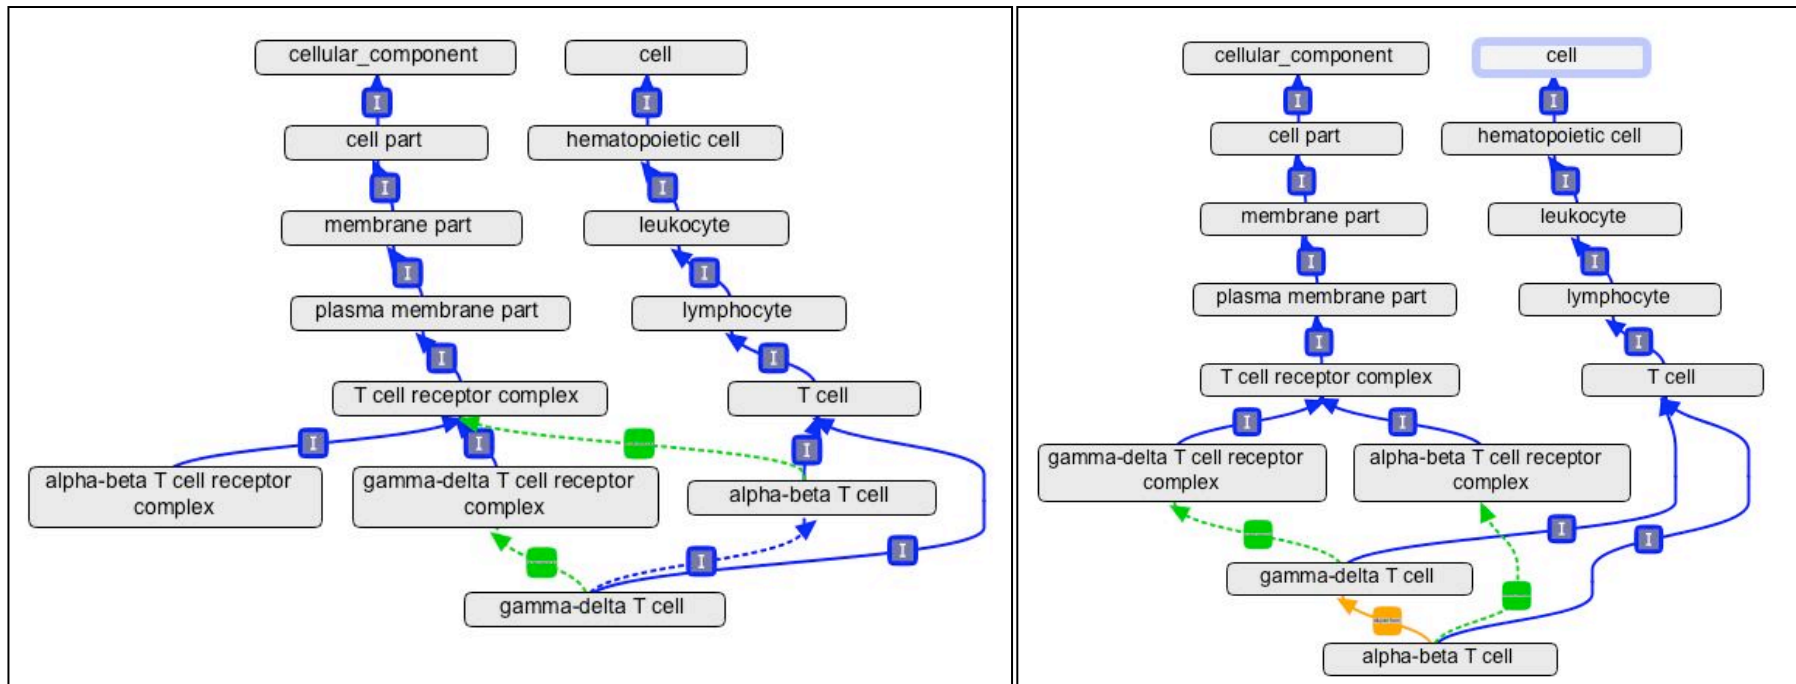 cellular_component
cell
I
I
cell part
hematopoietic cell
I
I
membrane part
leukocyte
I
I
plasma membrane part
lymphocyte
I
I
T cell receptor complex
T cell
I
I
I
alpha-beta T cell receptor
complex
gamma-delta T cell receptor
complex
alpha-beta T cell
I
I
gamma-delta T cell
cellular_component
cell
I
I
cell part
hematopoietic cell
I
I
membrane part
leukocyte
I
I
plasma membrane part
lymphocyte
I
I
T cell receptor complex
T cell
I
I
gamma-delta T cell receptor
complex
alpha-beta T cell receptor
complex
I
I
gamma-delta T cell
alpha-beta T cell